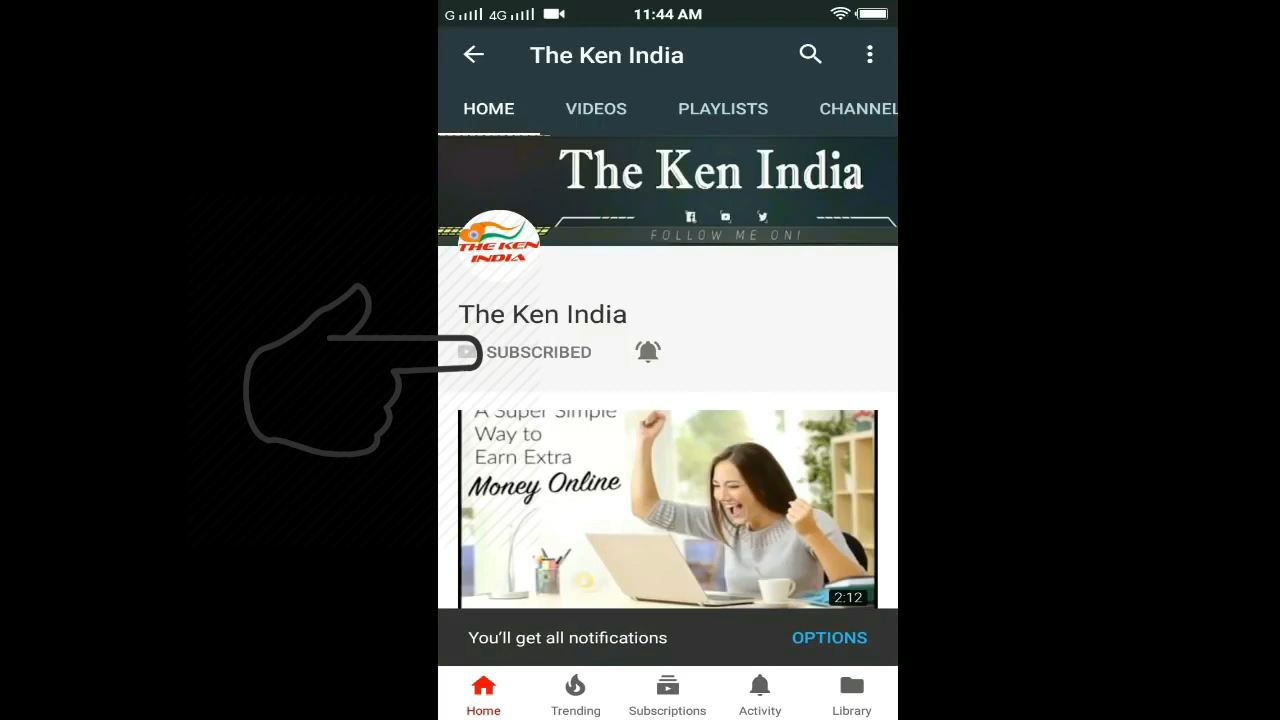 G 4G 11:44 AM
The Ken India
HOME VIDEOS PLAYLISTS CHANNEL
The Ken India
FOLLOW ME ON!
THE KEN
INDIA
The Ken India
SUBSCRIBED
A Super Simple
Way to
Earn Extra
Money Online
2:12
You'll get all notifications OPTIONS
Home Trending Subscriptions Activity Library